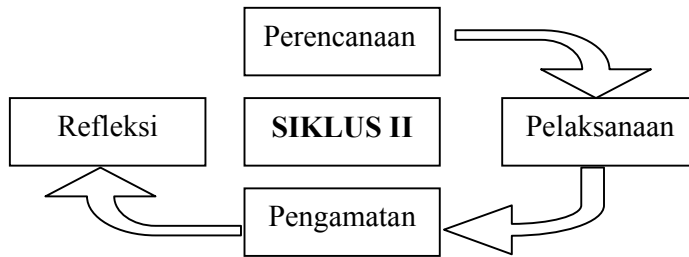 Perencanaan
Refleksi
SIKLUS II
Pelaksanaan
Pengamatan